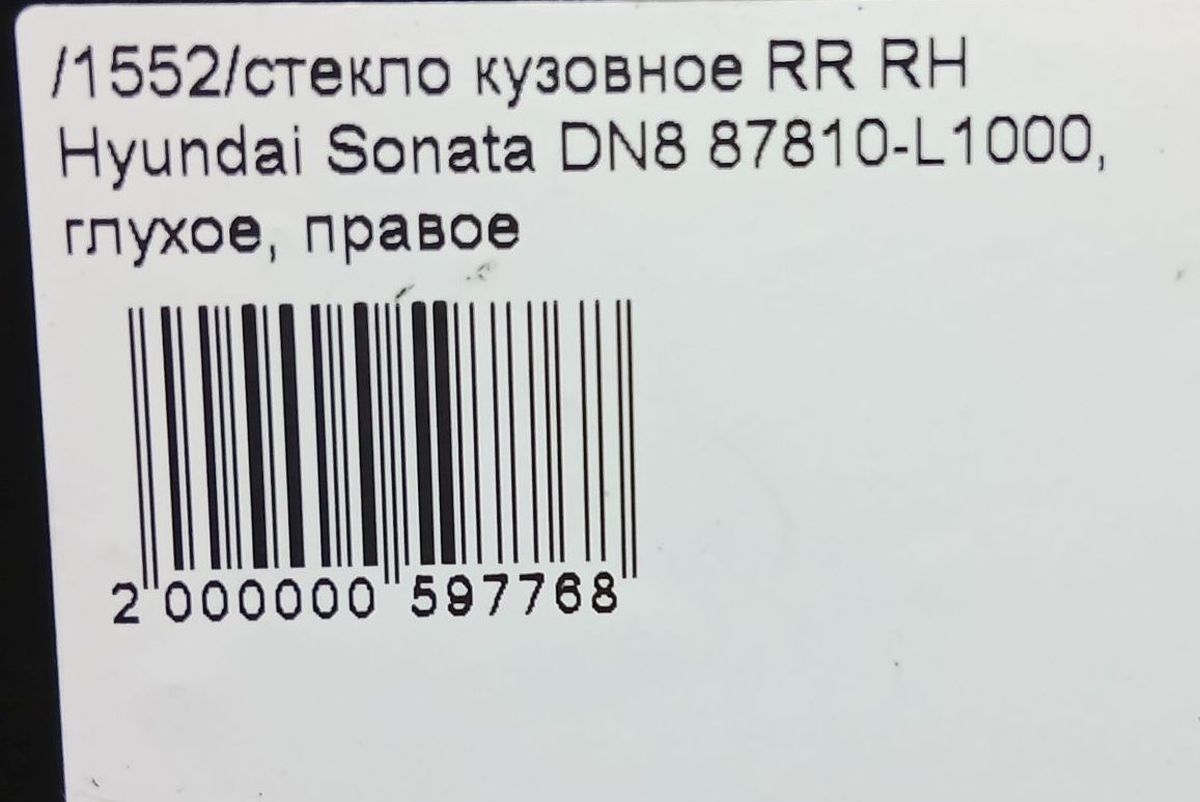 /1552/стекло кузовное RR RH
Hyundai Sonata DN8 87810-L1000,
глухое, правое
2 000000 597768